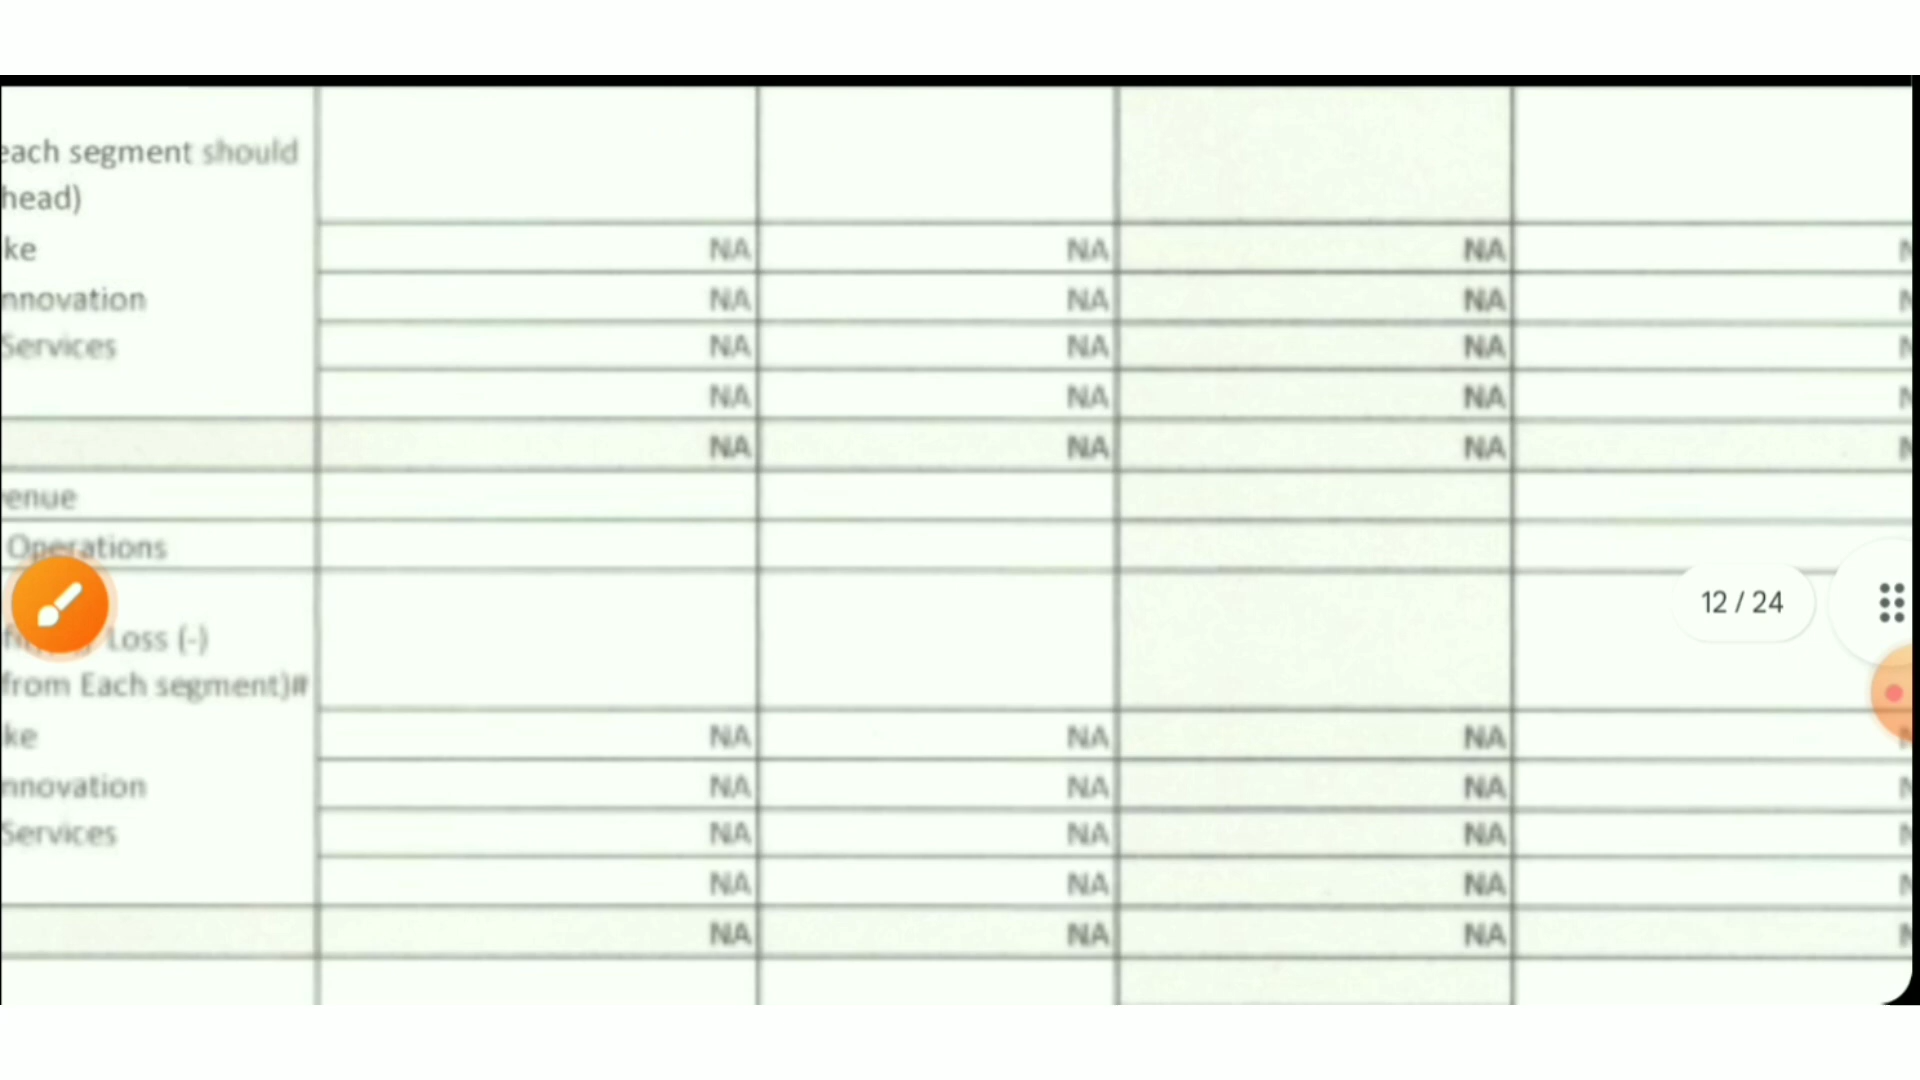 each segment should
head)
ke NA NA NA N
nnovation NA NA NA N
Services NA NA NA N
NA NA NA N
NA NA NA N
enue
Operations
12 / 24
Loss (-)
from Each segment)#
ke NA NA NA
nnovation NA NA NA N
Services NA NA NA N
NA NA NA N
NA NA NA N